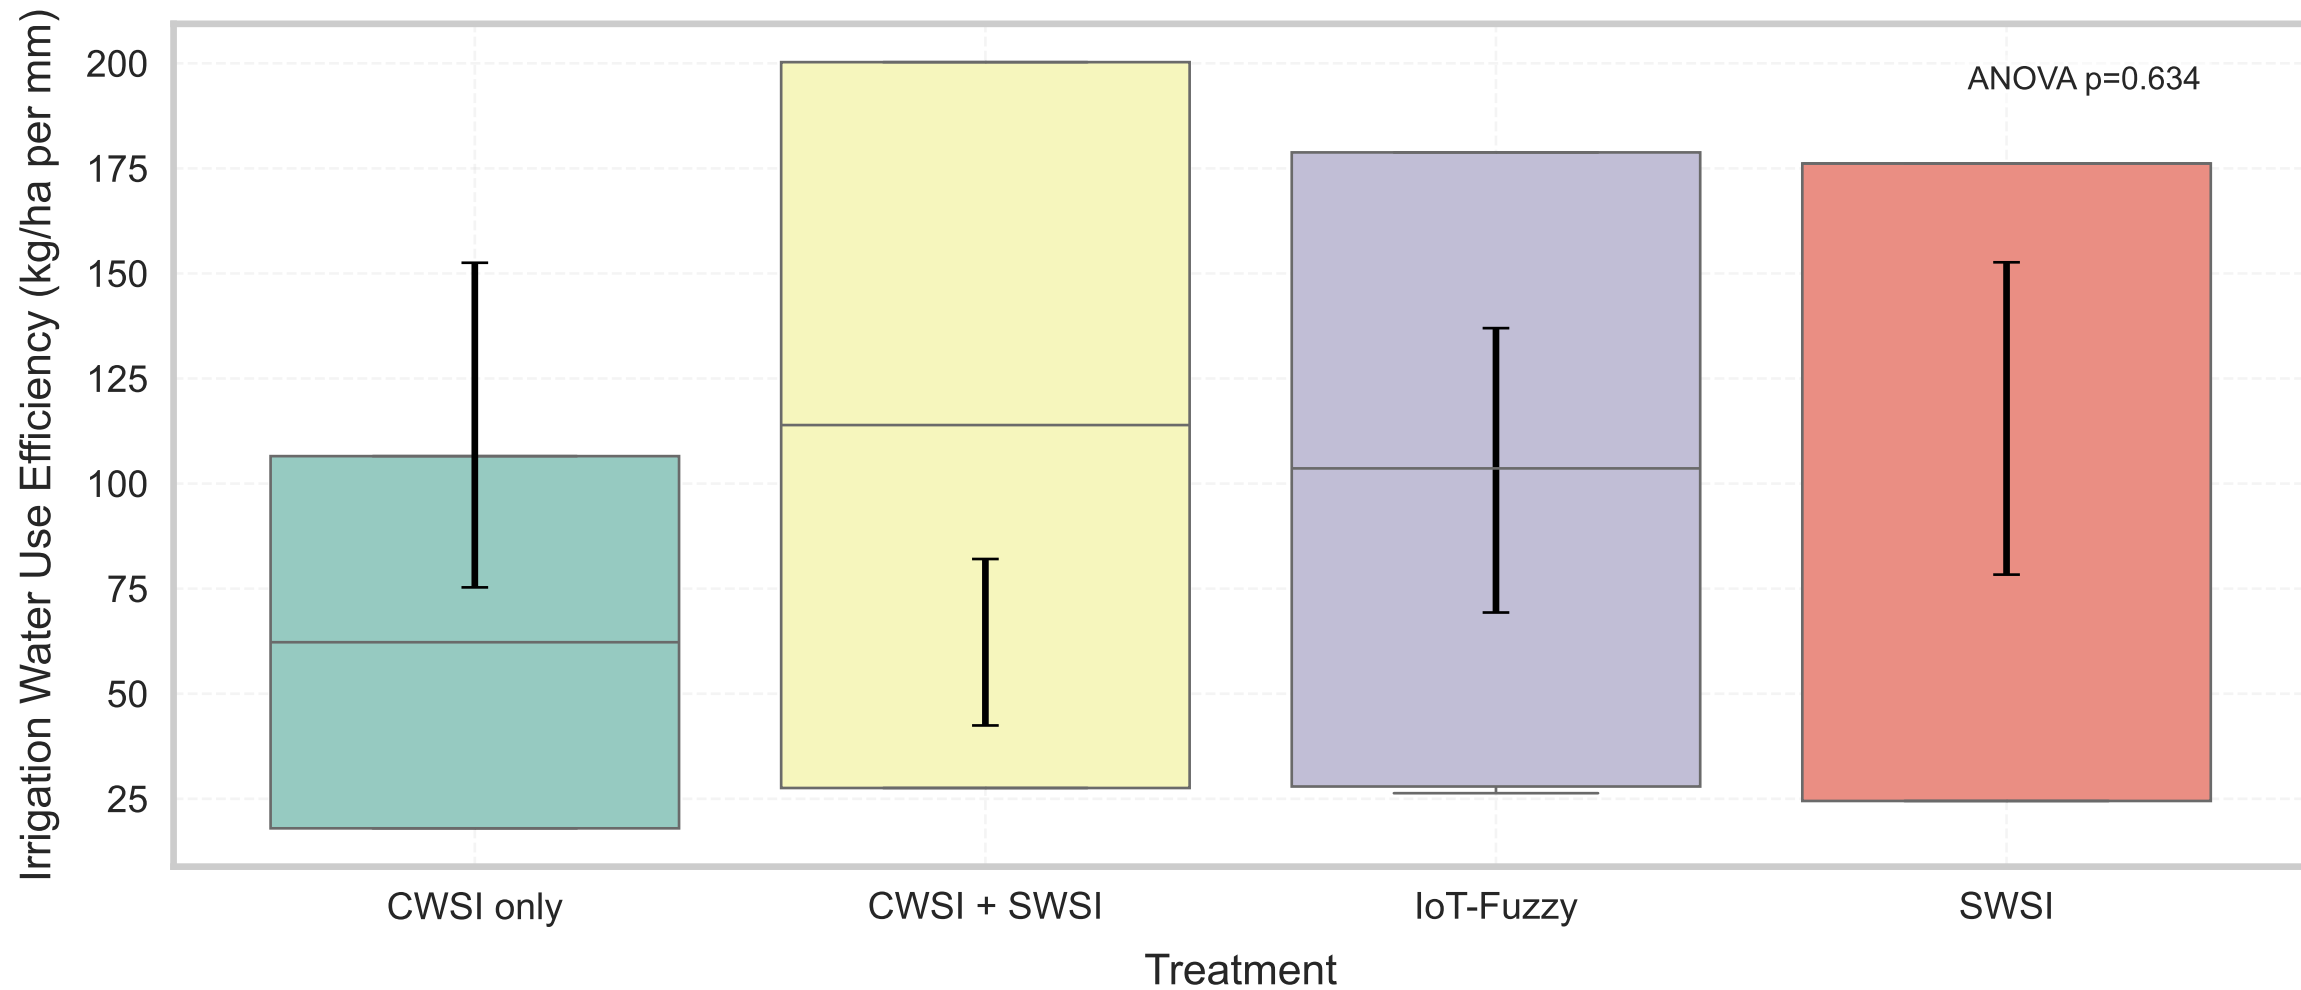 Irrigation Water Use Efficiency (kg/ha per mm)
200
175
150
125
100
75
50
25
ANOVA p=0.634
CWSI only
CWSI + SWSI
IoT-Fuzzy
SWSI
Treatment